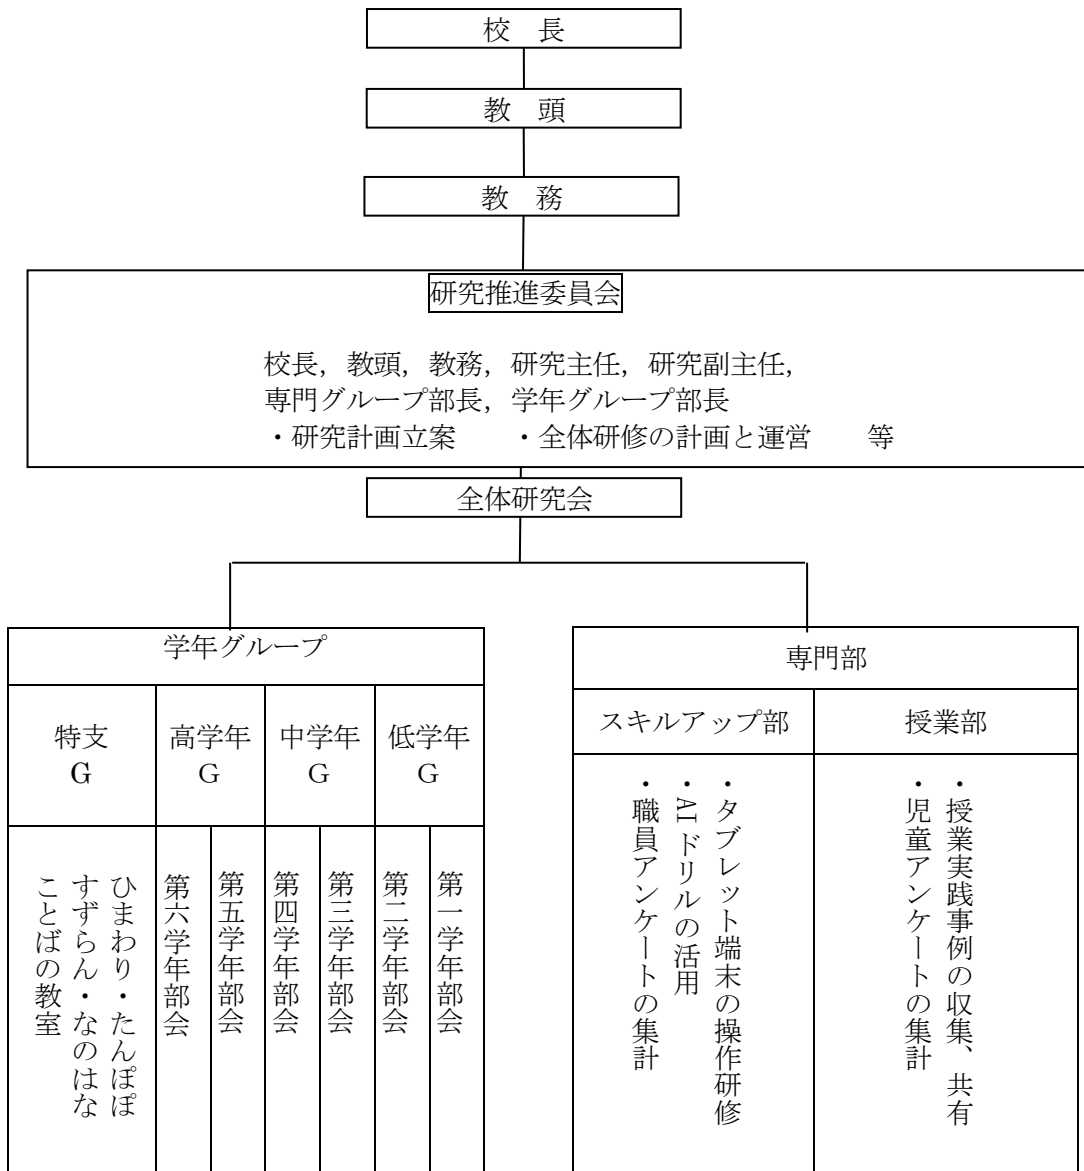 校　長
教　頭
教　務
研究推進委員会
校長，教頭，教務，研究主任，研究副主任，
専門グループ部長，学年グループ部長
・研究計画立案　　・全体研修の計画と運営　　等
全体研究会
学年グループ
特支
G
高学年
G
中学年
G
低学年
G
ひまわり・たんぽぽ
すずらん・なのはな
ことばの教室
第六学年部会
第五学年部会
第四学年部会
第三学年部会
第二学年部会
第一学年部会
専門部
スキルアップ部
授業部
・タブレット端末の操作研修
・AIドリルの活用
・職員アンケートの集計
・授業実践事例の収集、共有
・児童アンケートの集計